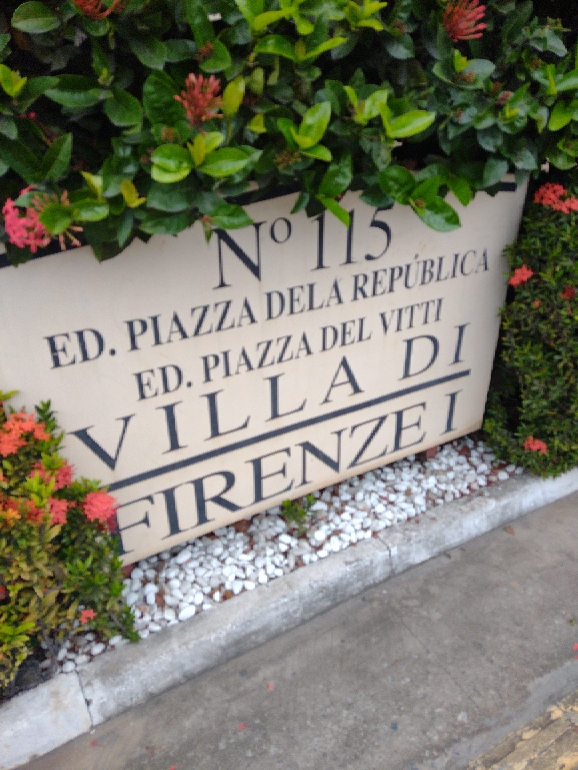 Nº 115
ED. PIAZZA DELA REPÚBLICA
ED. PIAZZA DEL VITTI
VILLA DI
FIRENZE I